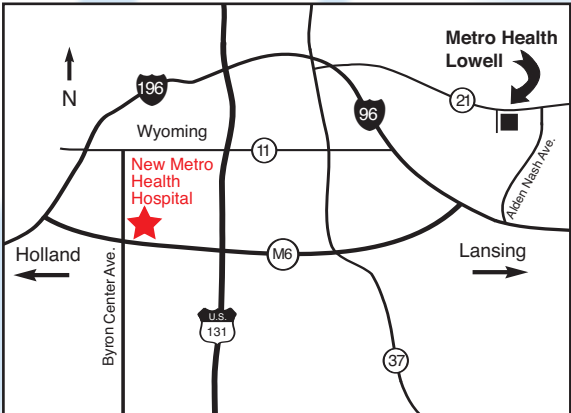 Metro Health
Lowell
N
196
96
21
Wyoming
11
New Metro
Health
Hospital
Alden Nash Ave.
Holland
M6
Lansing
Byron Center Ave.
U.S.
131
37